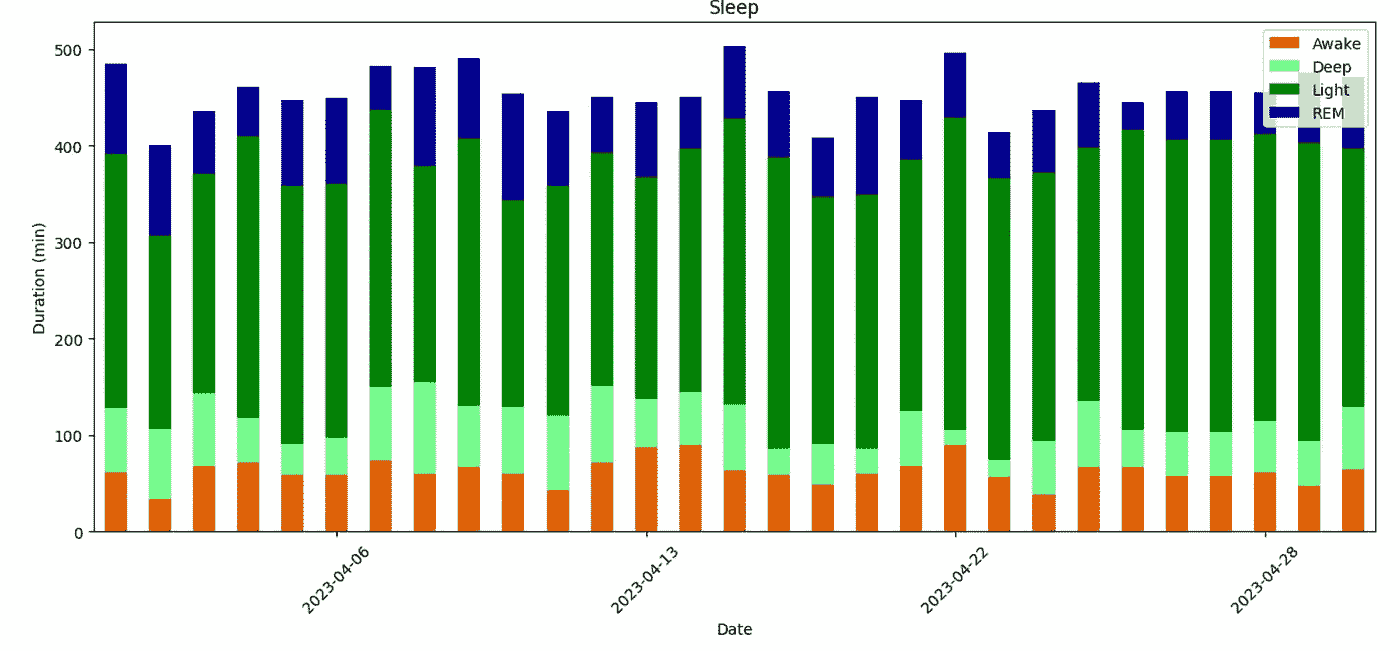 Sleep
Awake
Deep
Light
REM
Duration (min)
500
400
300
200
100
0
2023-04-06
2023-04-13
2023-04-22
2023-04-28
Date